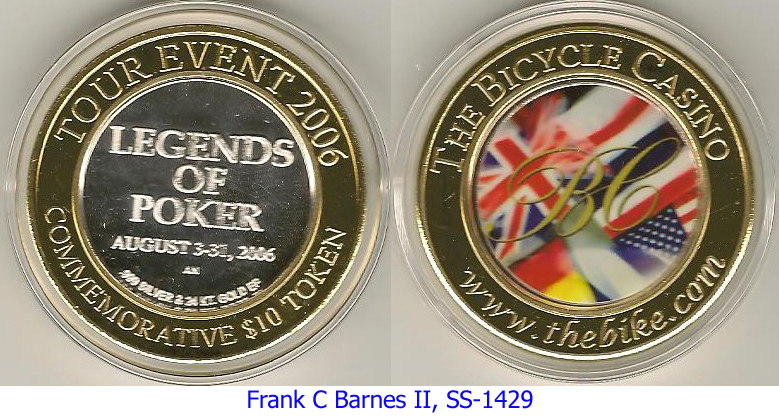 TOUR EVENT 2006
LEGENDS
OF
POKER
AUGUST 3-31, 2006
AN
.999 SILVER & 24 KT. GOLD EP
COMMEMORATIVE $10 TOKEN
THE BICYCLE CASINO
BC
www.thebike.com
Frank C Barnes II, SS-1429